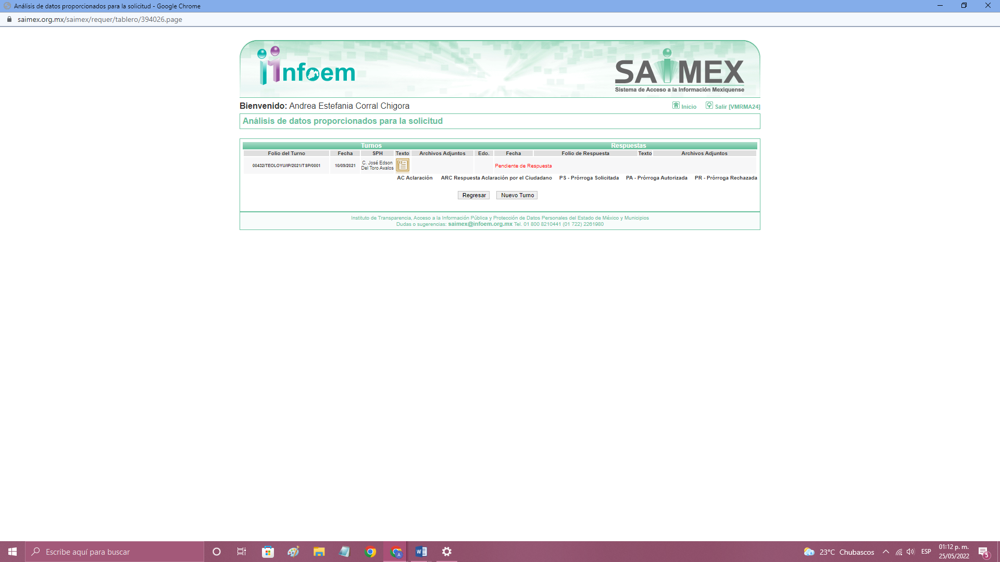 Análisis de datos proporcionados para la solicitud - Google Chrome
saimex.org.mx/saimex/requer/tablero/394026.page
infoem
SAIMEX
Sistema de Acceso a la Información Mexiquense
Bienvenido: Andrea Estefania Corral Chigora
Inicio Salir [VMRMA24]
Análisis de datos proporcionados para la solicitud
Turnos Respuestas
Folio del Turno Fecha SPH Texto Archivos Adjuntos Edo. Fecha Folio de Respuesta Texto Archivos Adjuntos
00432/TEOLOYU/IP/2021/TSP/0001 10/09/2021 C. José Edson Del Toro Avalos Pendiente de Respuesta
AC Aclaración ARC Respuesta Aclaración por el Ciudadano PS - Prórroga Solicitada PA - Prórroga Autorizada PR - Prórroga Rechazada
Regresar Nuevo Turno
Instituto de Transparencia, Acceso a la Información Pública y Protección de Datos Personales del Estado de México y Municipios
Dudas o sugerencias: saimex@infoem.org.mx Tel. 01 800 8210441 (01 722) 2261980
Escribe aquí para buscar
23°C Chubascos
ESP
01:12 p. m.
25/05/2022
5